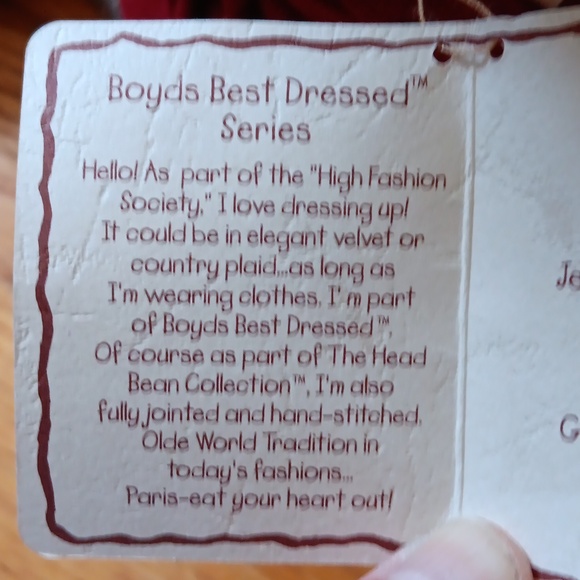 Boyds Best Dressed™
Series
Hello! As part of the "High Fashion
Society," I love dressing up!
It could be in elegant velvet or
country plaid...as long as
I'm wearing clothes, I'm part
of Boyds Best Dressed™.
Of course as part of The Head
Bean Collection™, I'm also
fully jointed and hand-stitched.
Olde World Tradition in
today's fashions...
Paris-eat your heart out!